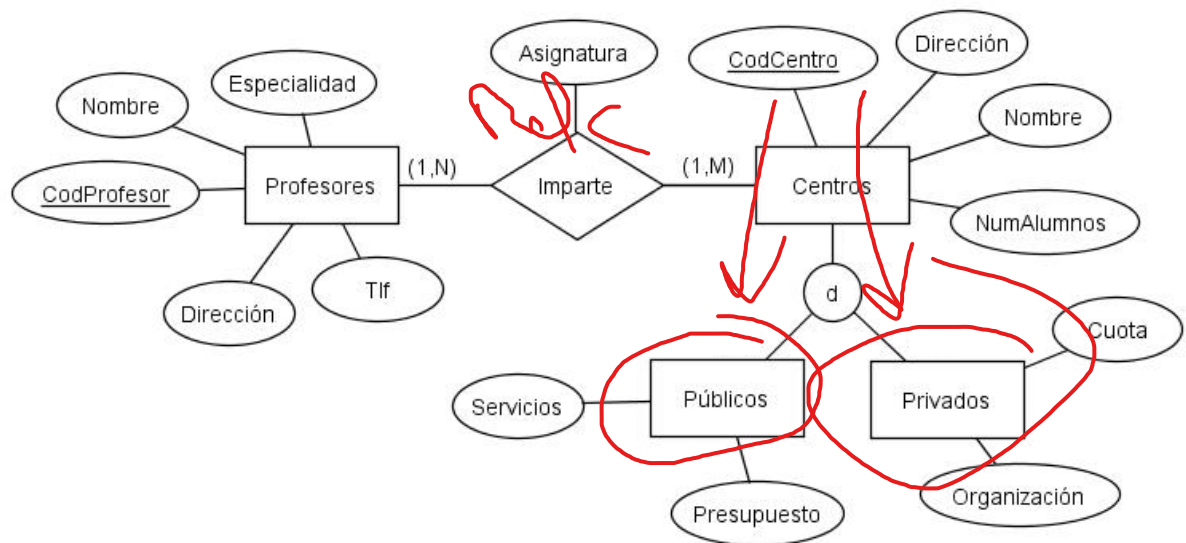 Asignatura
CodCentro
Dirección
Especialidad
Nombre
Nombre
CodProfesor
Profesores
(1,N)
Imparte
(1,M)
Centros
NumAlumnos
Dirección
Tlf
d
Cuota
Servicios
Públicos
Privados
Presupuesto
Organización